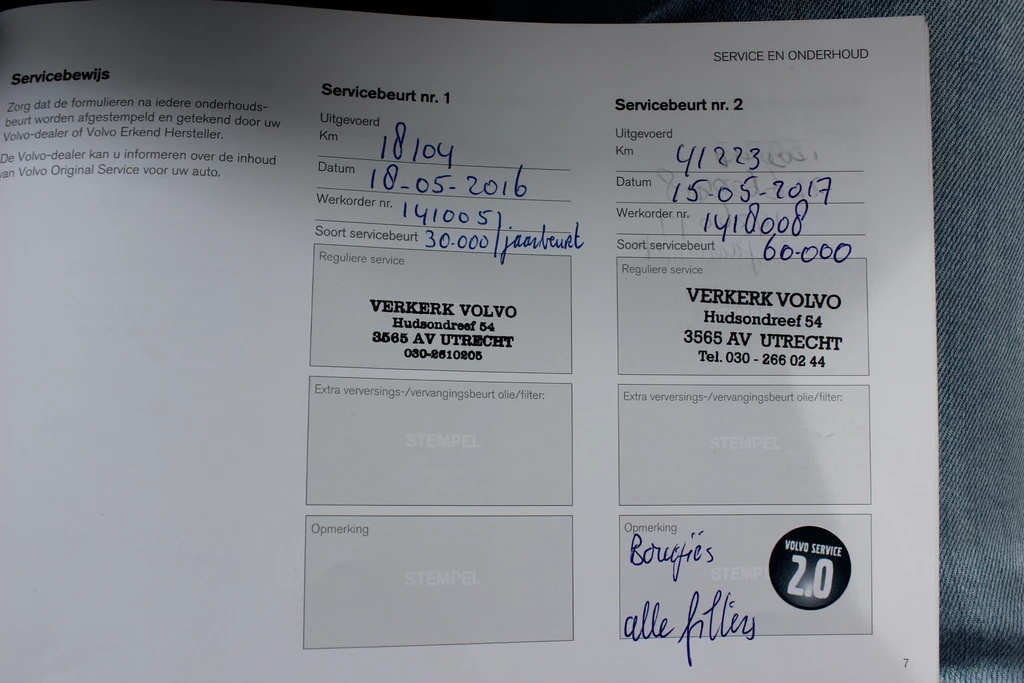 SERVICE EN ONDERHOUD
Servicebewijs
Zorg dat de formulieren na iedere onderhouds-
beurt worden afgestempeld en getekend door uw
Volvo-dealer of Volvo Erkend Hersteller.
De Volvo-dealer kan u informeren over de inhoud
van Volvo Original Service voor uw auto.
Servicebeurt nr. 1
Uitgevoerd
Km 18104
Datum 18-05-2016
Werkorder nr. 1410051
Soort servicebeurt 30.000/jaarbeurt
Reguliere service
VERKERK VOLVO
Hudsondreef 54
3565 AV UTRECHT
030-2610205
Extra verversings-/vervangingsbeurt olie/filter:
STEMPEL
Opmerking
STEMPEL
Servicebeurt nr. 2
Uitgevoerd
Km 41223
Datum 15-05-2017
Werkorder nr. 1418008
Soort servicebeurt 60.000
Reguliere service
VERKERK VOLVO
Hudsondreef 54
3565 AV UTRECHT
Tel. 030 - 266 02 44
Extra verversings-/vervangingsbeurt olie/filter:
STEMPEL
Opmerking
Bougiës
STEMP
VOLVO SERVICE
2.0
alle filters
7